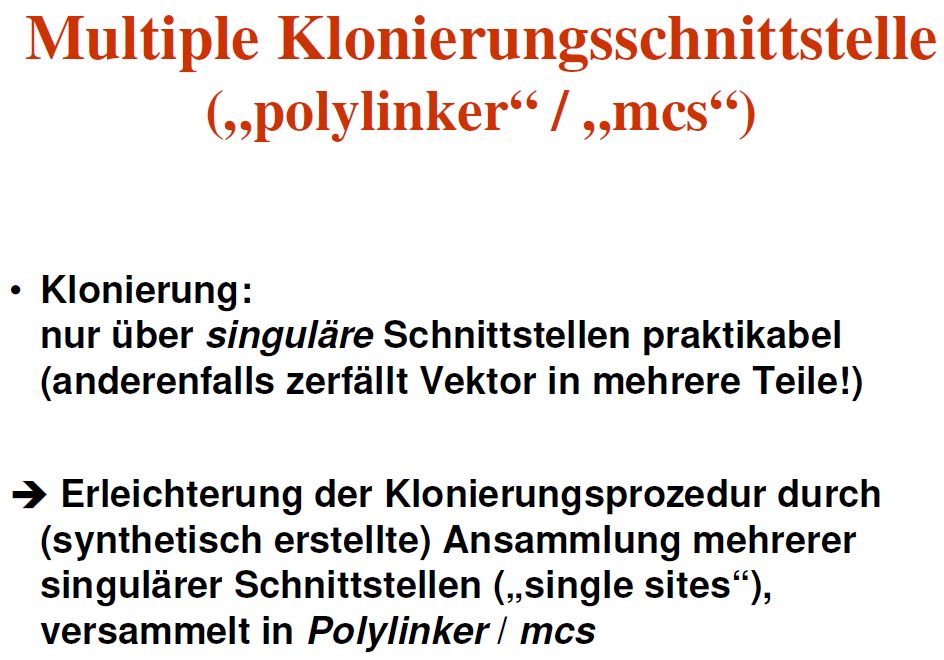 Multiple Klonierungsschnittstelle
(„polylinker“ / „mcs“)
• Klonierung:
nur über singuläre Schnittstellen praktikabel
(anderenfalls zerfällt Vektor in mehrere Teile!)
➔ Erleichterung der Klonierungsprozedur durch
(synthetisch erstellte) Ansammlung mehrerer
singulärer Schnittstellen („single sites“),
versammelt in Polylinker / mcs